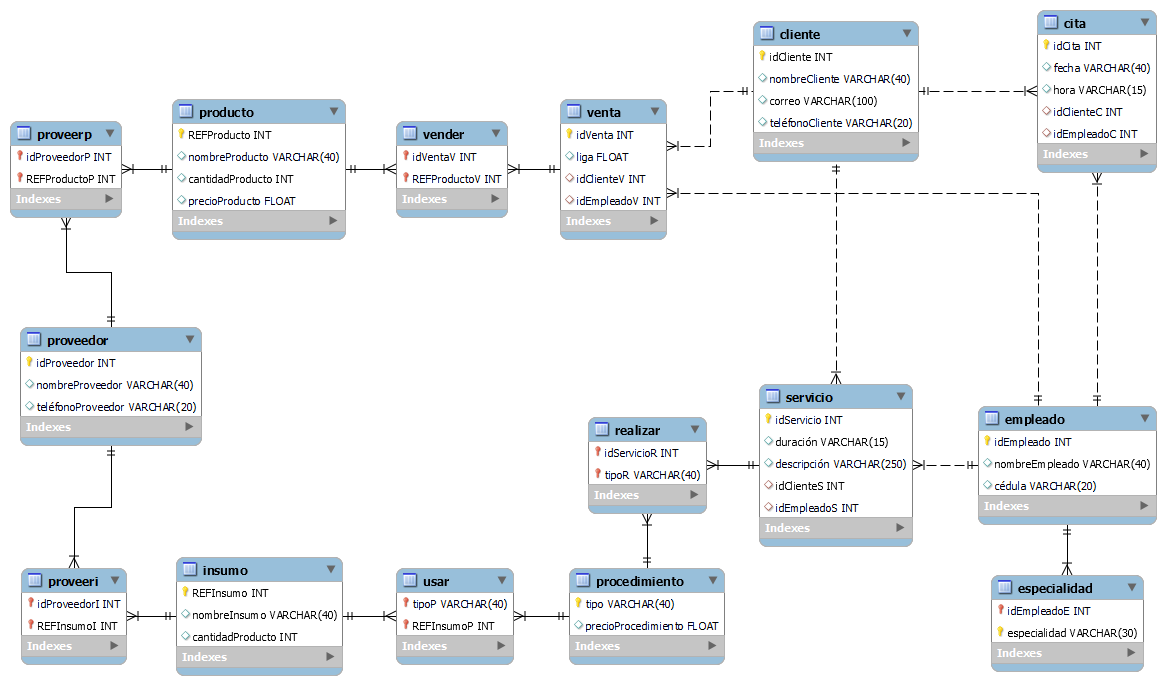 cliente
idCliente INT
nombreCliente VARCHAR(40)
correo VARCHAR(100)
teléfonoCliente VARCHAR(20)
Indexes
cita
idCita INT
fecha VARCHAR(40)
hora VARCHAR(15)
idClienteC INT
idEmpleadoC INT
Indexes
proveerp
idProveedorP INT
REFProductoP INT
Indexes
producto
REFProducto INT
nombreProducto VARCHAR(40)
cantidadProducto INT
precioProducto FLOAT
Indexes
vender
idVentaV INT
REFProductoV INT
Indexes
venta
idVenta INT
liga FLOAT
idClienteV INT
idEmpleadoV INT
Indexes
proveedor
idProveedor INT
nombreProveedor VARCHAR(40)
teléfonoProveedor VARCHAR(20)
Indexes
realizar
idServicioR INT
tipoR VARCHAR(40)
Indexes
servicio
idServicio INT
duración VARCHAR(15)
descripción VARCHAR(250)
idClienteS INT
idEmpleadoS INT
Indexes
empleado
idEmpleado INT
nombreEmpleado VARCHAR(40)
cédula VARCHAR(20)
Indexes
proveeri
idProveedorI INT
REFInsumoI INT
Indexes
insumo
REFInsumo INT
nombreInsumo VARCHAR(40)
cantidadProducto INT
Indexes
usar
tipoP VARCHAR(40)
REFInsumoP INT
Indexes
procedimiento
tipo VARCHAR(40)
precioProcedimiento FLOAT
Indexes
especialidad
idEmpleadoE INT
especialidad VARCHAR(30)
Indexes